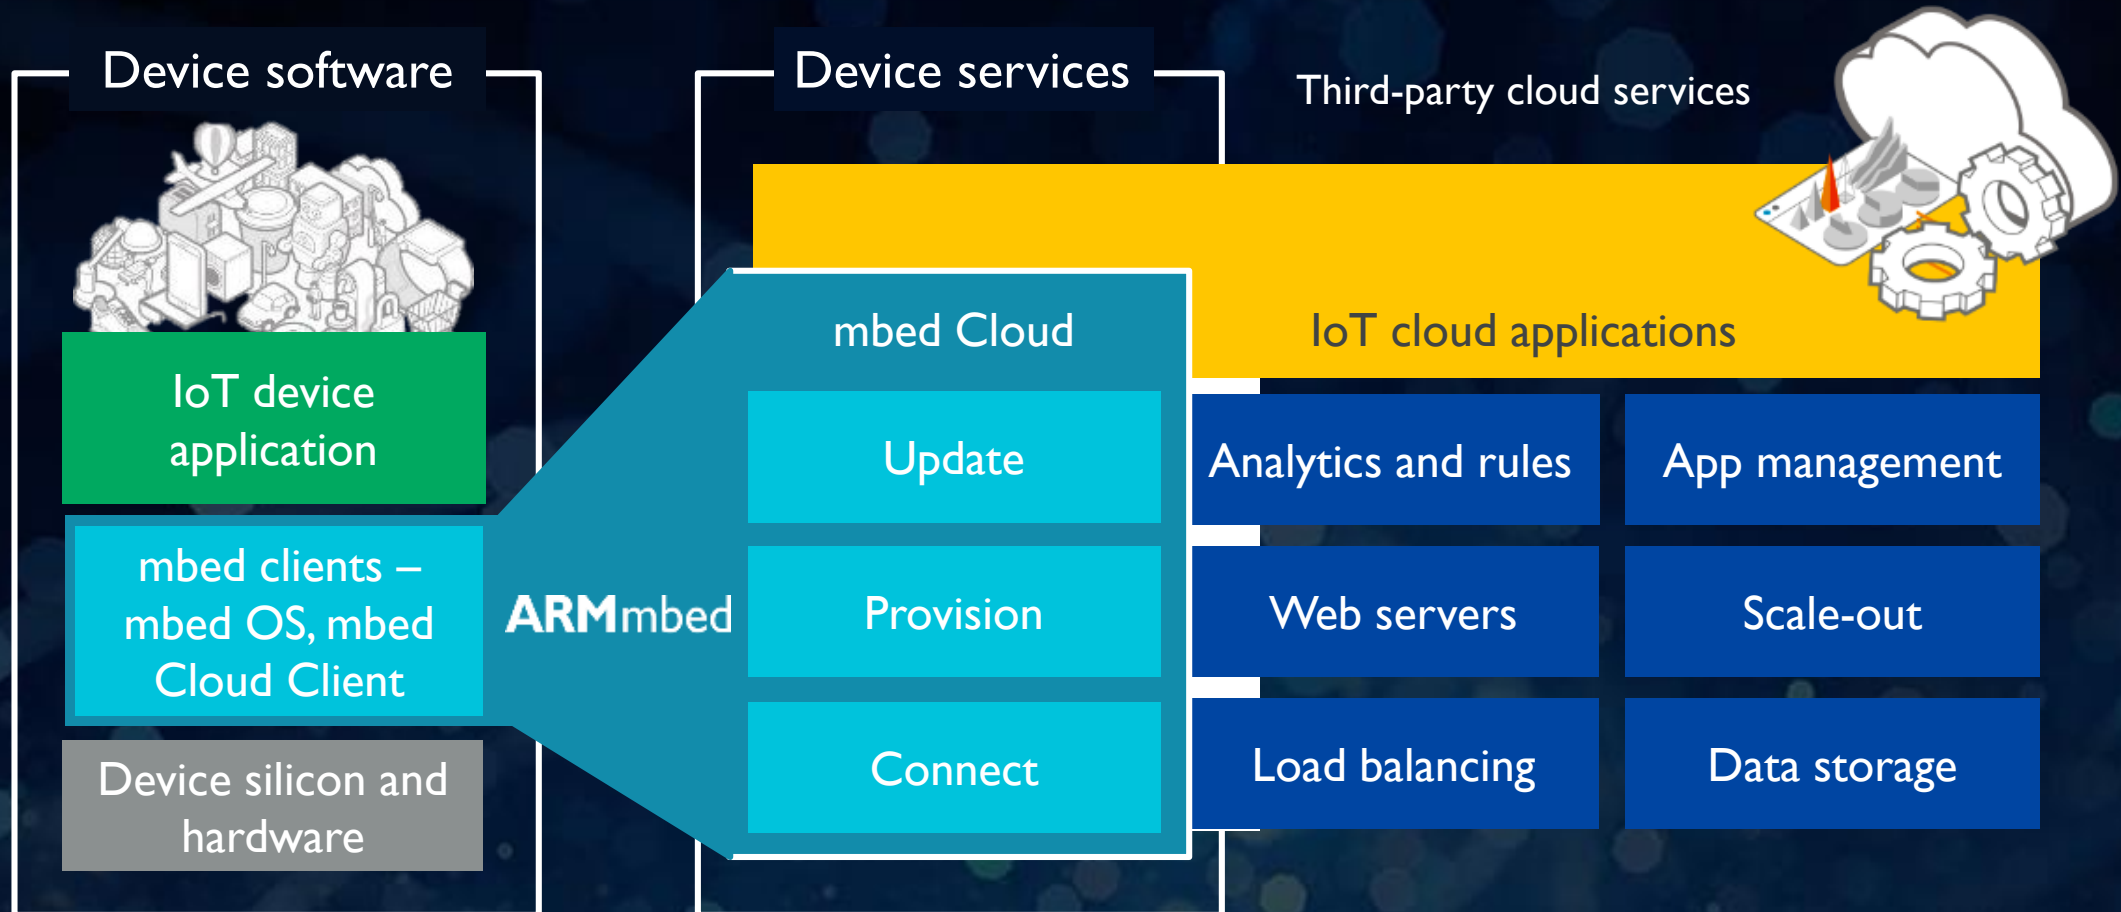 Device software
Device services
Third-party cloud services
IoT device
application
mbed clients –
mbed OS, mbed
Cloud Client
Device silicon and
hardware
ARMmbed
mbed Cloud
Update
Provision
Connect
IoT cloud applications
Analytics and rules
App management
Web servers
Scale-out
Load balancing
Data storage